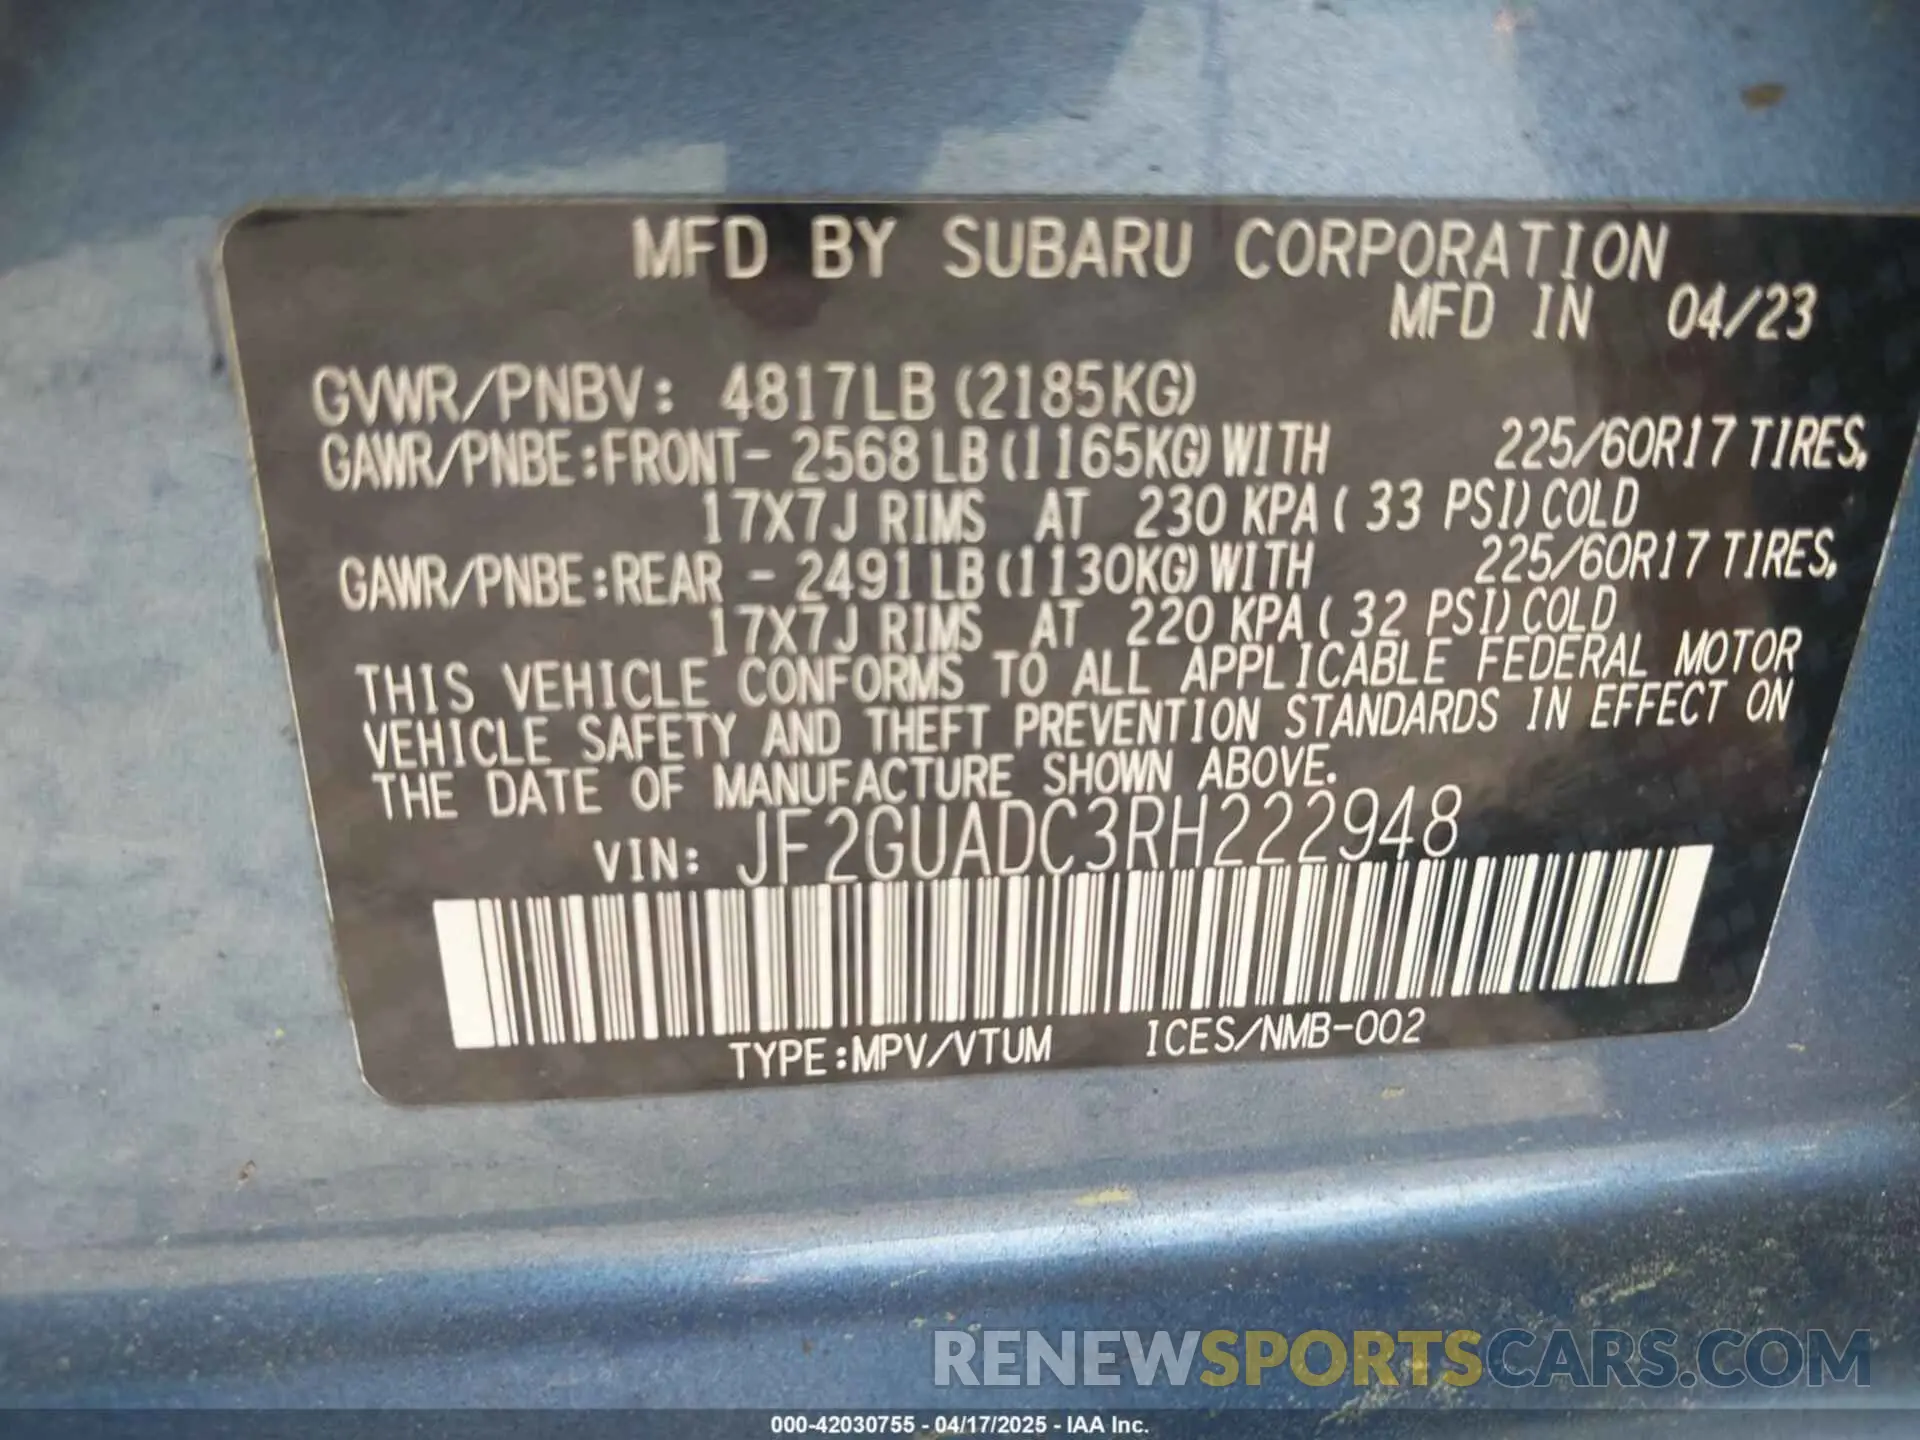 MFD BY SUBARU CORPORATION
MFD IN 04/23
GVWR/PNBV: 4817LB (2185KG)
GAWR/PNBE:FRONT- 2568 LB (1165KG) WITH 225/60R17 TIRES,
17X7J RIMS AT 230 KPA ( 33 PSI) COLD
GAWR/PNBE:REAR - 2491 LB (1130KG) WITH 225/60R17 TIRES,
17X7J RIMS AT 220 KPA ( 32 PSI) COLD
THIS VEHICLE CONFORMS TO ALL APPLICABLE FEDERAL MOTOR
VEHICLE SAFETY AND THEFT PREVENTION STANDARDS IN EFFECT ON
THE DATE OF MANUFACTURE SHOWN ABOVE.
VIN: JF2GUADC3RH222948
TYPE:MPV/VTUM ICES/NMB-002
RENEWSPORTSCARS.COM
000-42030755 - 04/17/2025 - IAA Inc.